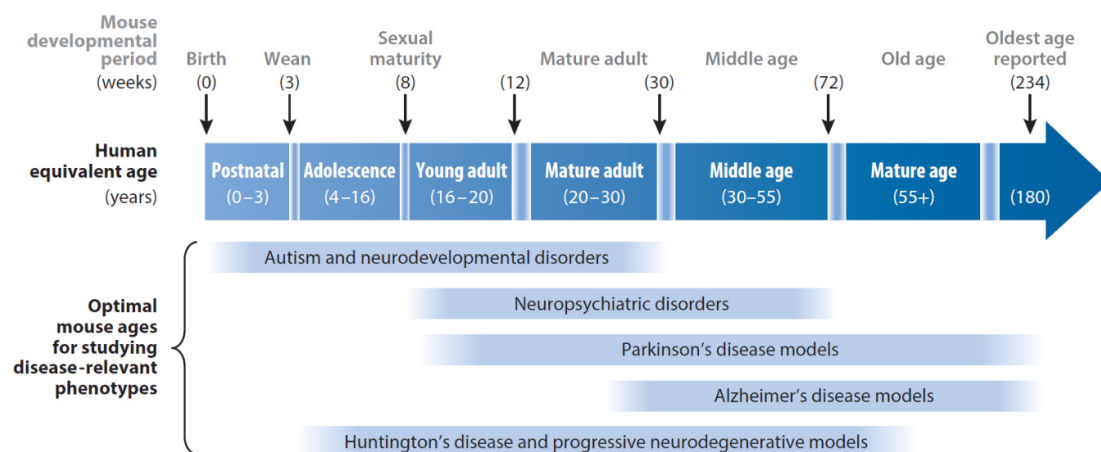 Mouse
developmental
period
(weeks)
Birth
(0)
Wean
(3)
Sexual
maturity
(8)
(12)
Mature adult
(30)
Middle age
(72)
Old age
Oldest age
reported
(234)
Human
equivalent age
(years)
Postnatal
(0–3)
Adolescence
(4–16)
Young adult
(16–20)
Mature adult
(20–30)
Middle age
(30–55)
Mature age
(55+)
(180)
Optimal
mouse ages
for studying
disease-relevant
phenotypes
Autism and neurodevelopmental disorders
Neuropsychiatric disorders
Parkinson’s disease models
Alzheimer’s disease models
Huntington’s disease and progressive neurodegenerative models